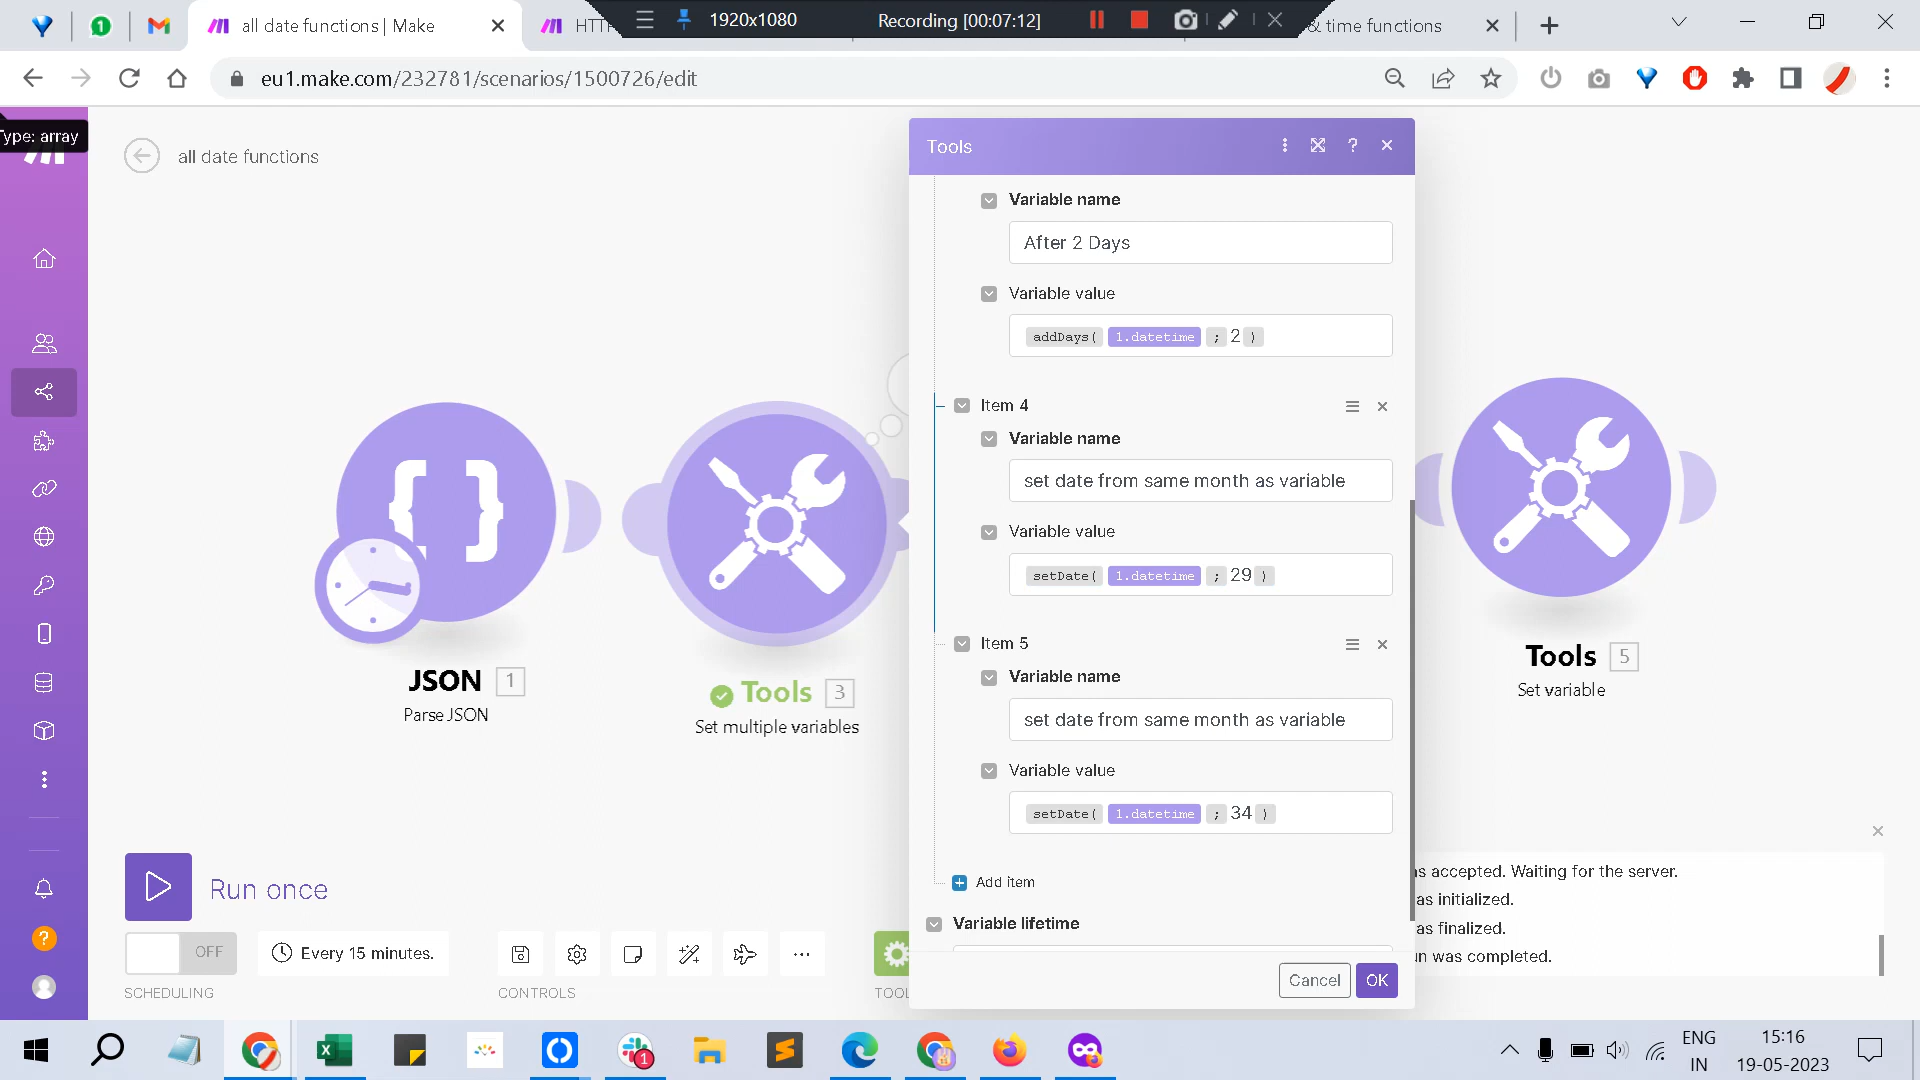 all date functions | Make
HTT
1920x1080
Recording [00:07:12]
& time functions
eu1.make.com/232781/scenarios/1500726/edit
Type: array
all date functions
Tools
Variable name
After 2 Days
Variable value
addDays( 1.datetime ; 2 )
Item 4
Variable name
set date from same month as variable
Variable value
setDate( 1.datetime ; 29 )
Item 5
Variable name
set date from same month as variable
Variable value
setDate( 1.datetime ; 34 )
Add item
Variable lifetime
Cancel
OK
JSON 1
Parse JSON
Tools 3
Set multiple variables
Tools 5
Set variable
Run once
OFF
Every 15 minutes.
SCHEDULING
CONTROLS
TOOL
s accepted. Waiting for the server.
as initialized.
as finalized.
un was completed.
ENG
IN
15:16
19-05-2023